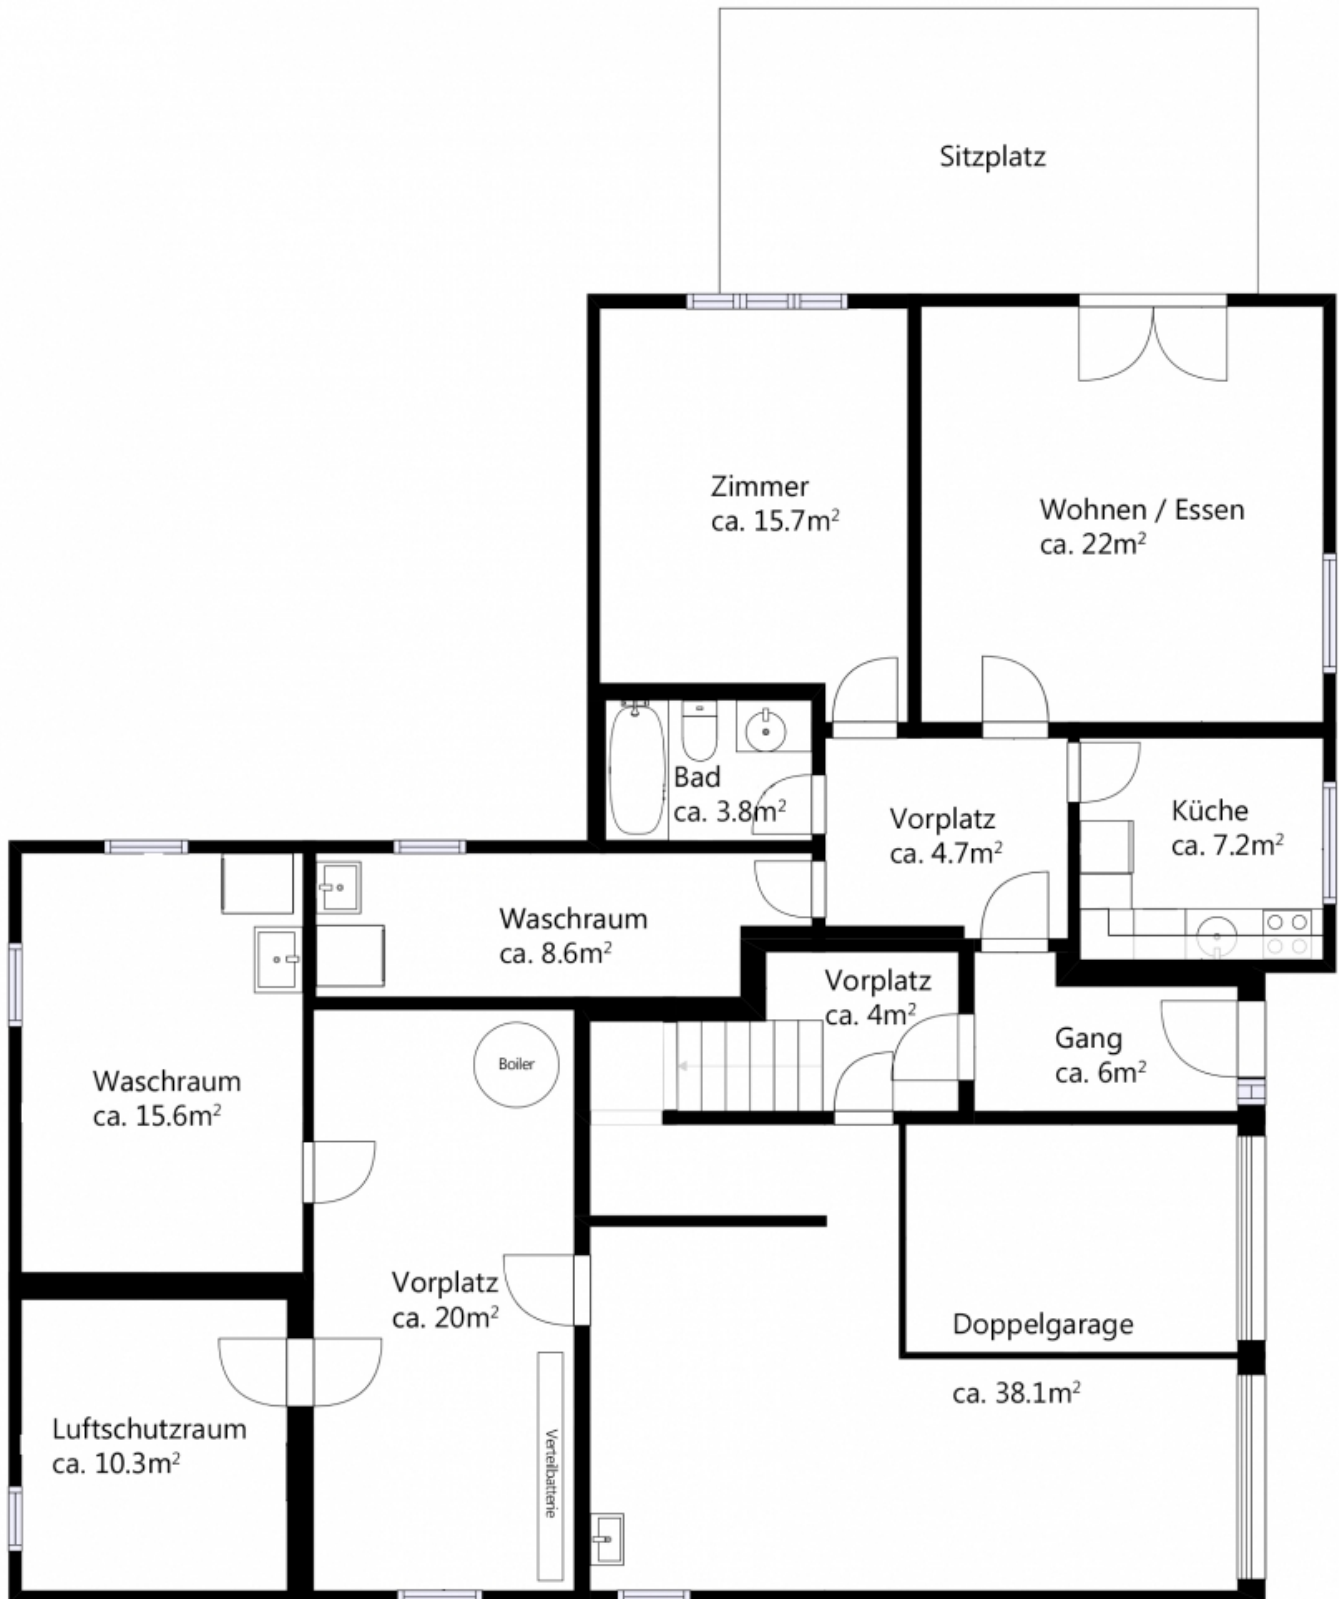 Sitzplatz
Zimmer
ca. 15.7m²
Wohnen / Essen
ca. 22m²
Bad
ca. 3.8m²
Vorplatz
ca. 4.7m²
Küche
ca. 7.2m²
Waschraum
ca. 8.6m²
Vorplatz
ca. 4m²
Gang
ca. 6m²
Boiler
Waschraum
ca. 15.6m²
Vorplatz
ca. 20m²
Doppelgarage
ca. 38.1m²
Luftschutzraum
ca. 10.3m²
Verteilbatterie